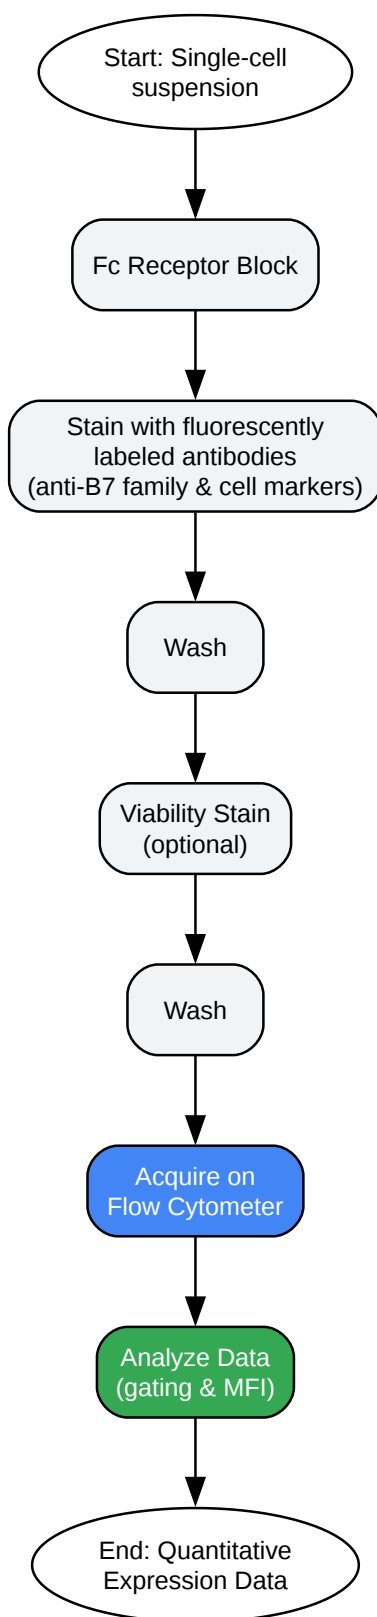 Start: Single-cell
suspension
Fc Receptor Block
Stain with fluorescently
labeled antibodies
(anti-B7 family & cell markers)
Wash
Viability Stain
(optional)
Wash
Acquire on
Flow Cytometer
Analyze Data
(gating & MFI)
End: Quantitative
Expression Data